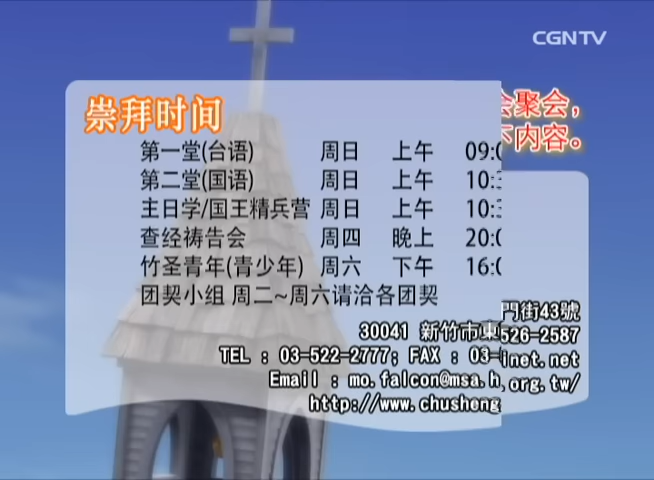 CGNTV
崇拜时间
会聚会，
下内容。
第一堂(台语) 周日 上午 09:0
第二堂(国语) 周日 上午 10:3
主日学/国王精兵营 周日 上午 10:3
查经祷告会 周四 晚上 20:0
竹圣青年(青少年) 周六 下午 16:0
团契小组 周二~周六请洽各团契
門街43號
30041 新竹市東
526-2587
TEL : 03-522-2777; FAX : 03-
inet.net
Email : mo.falcon@msa.h
.org.tw/
http://www.chusheng